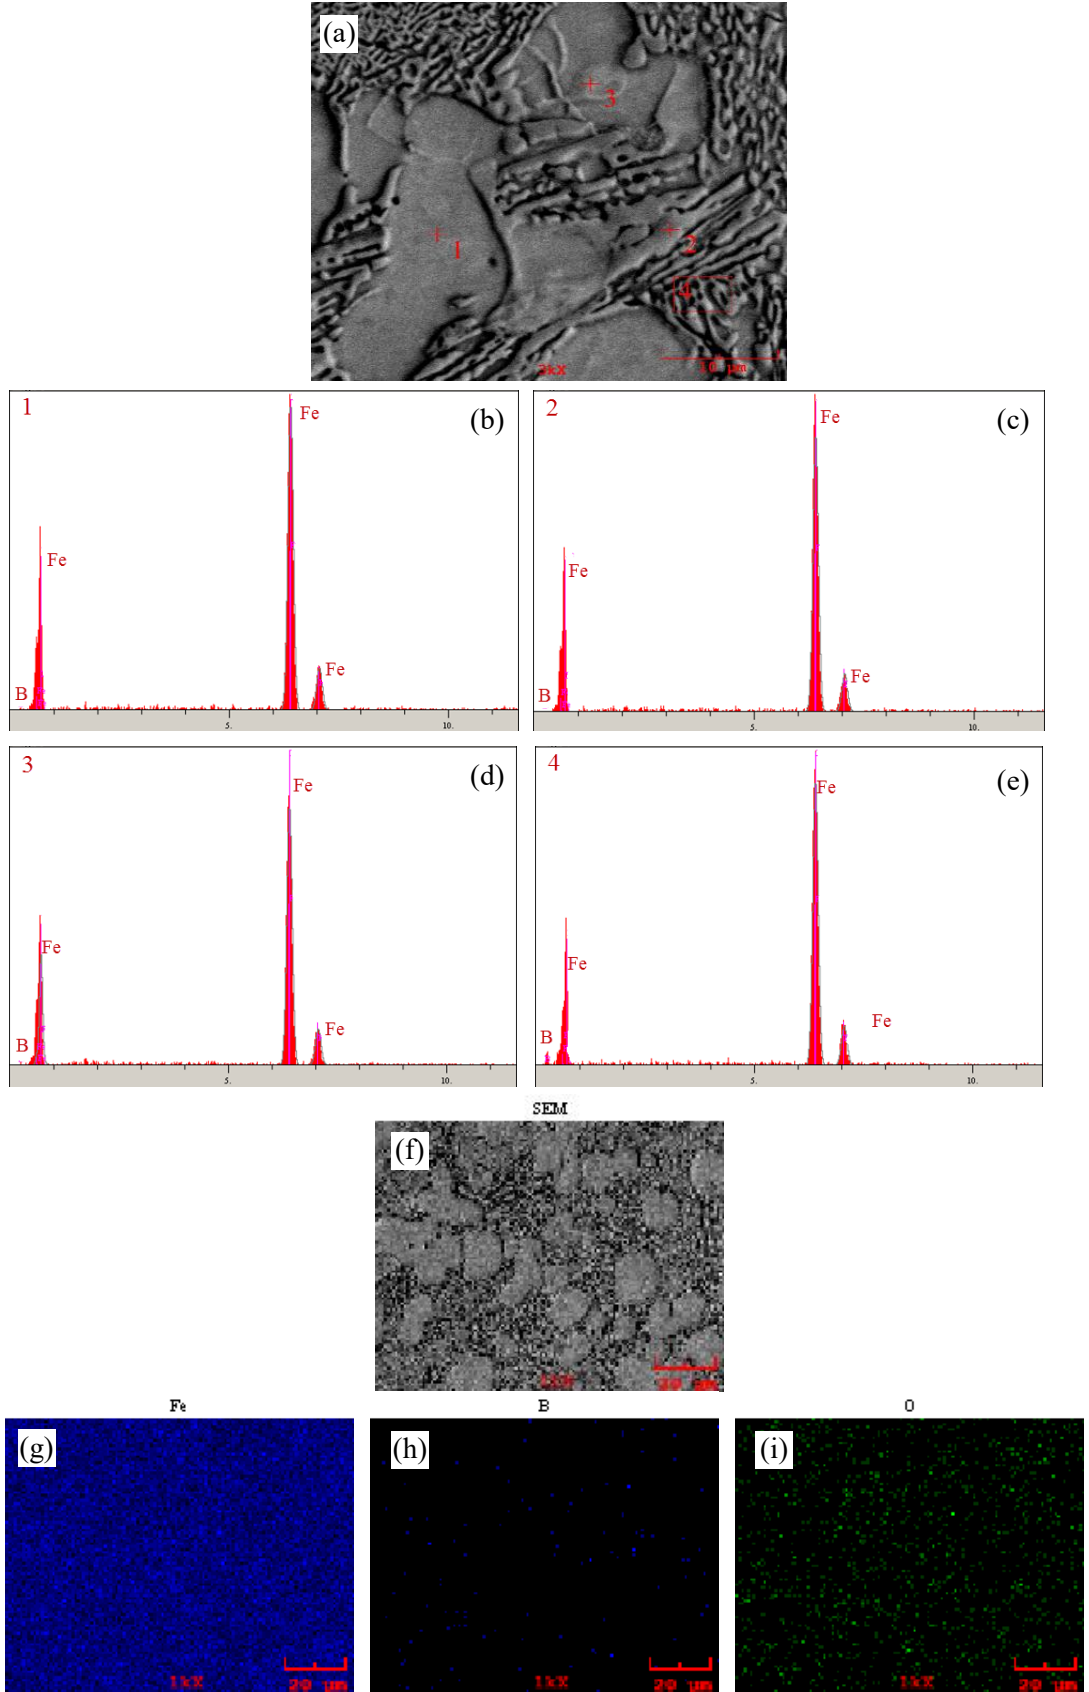 (a)
3
1
2
4
3kX
10 μm
1
(b)
Fe
Fe
Fe
B
5.
10.
2
(c)
Fe
Fe
Fe
B
5.
10.
3
(d)
Fe
Fe
Fe
B
5.
10.
4
(e)
Fe
Fe
Fe
B
5.
10.
SEM
(f)
20 μm
Fe
B
O
(g)
(h)
(i)
1kX
20 μm
1kX
20 μm
1kX
20 μm